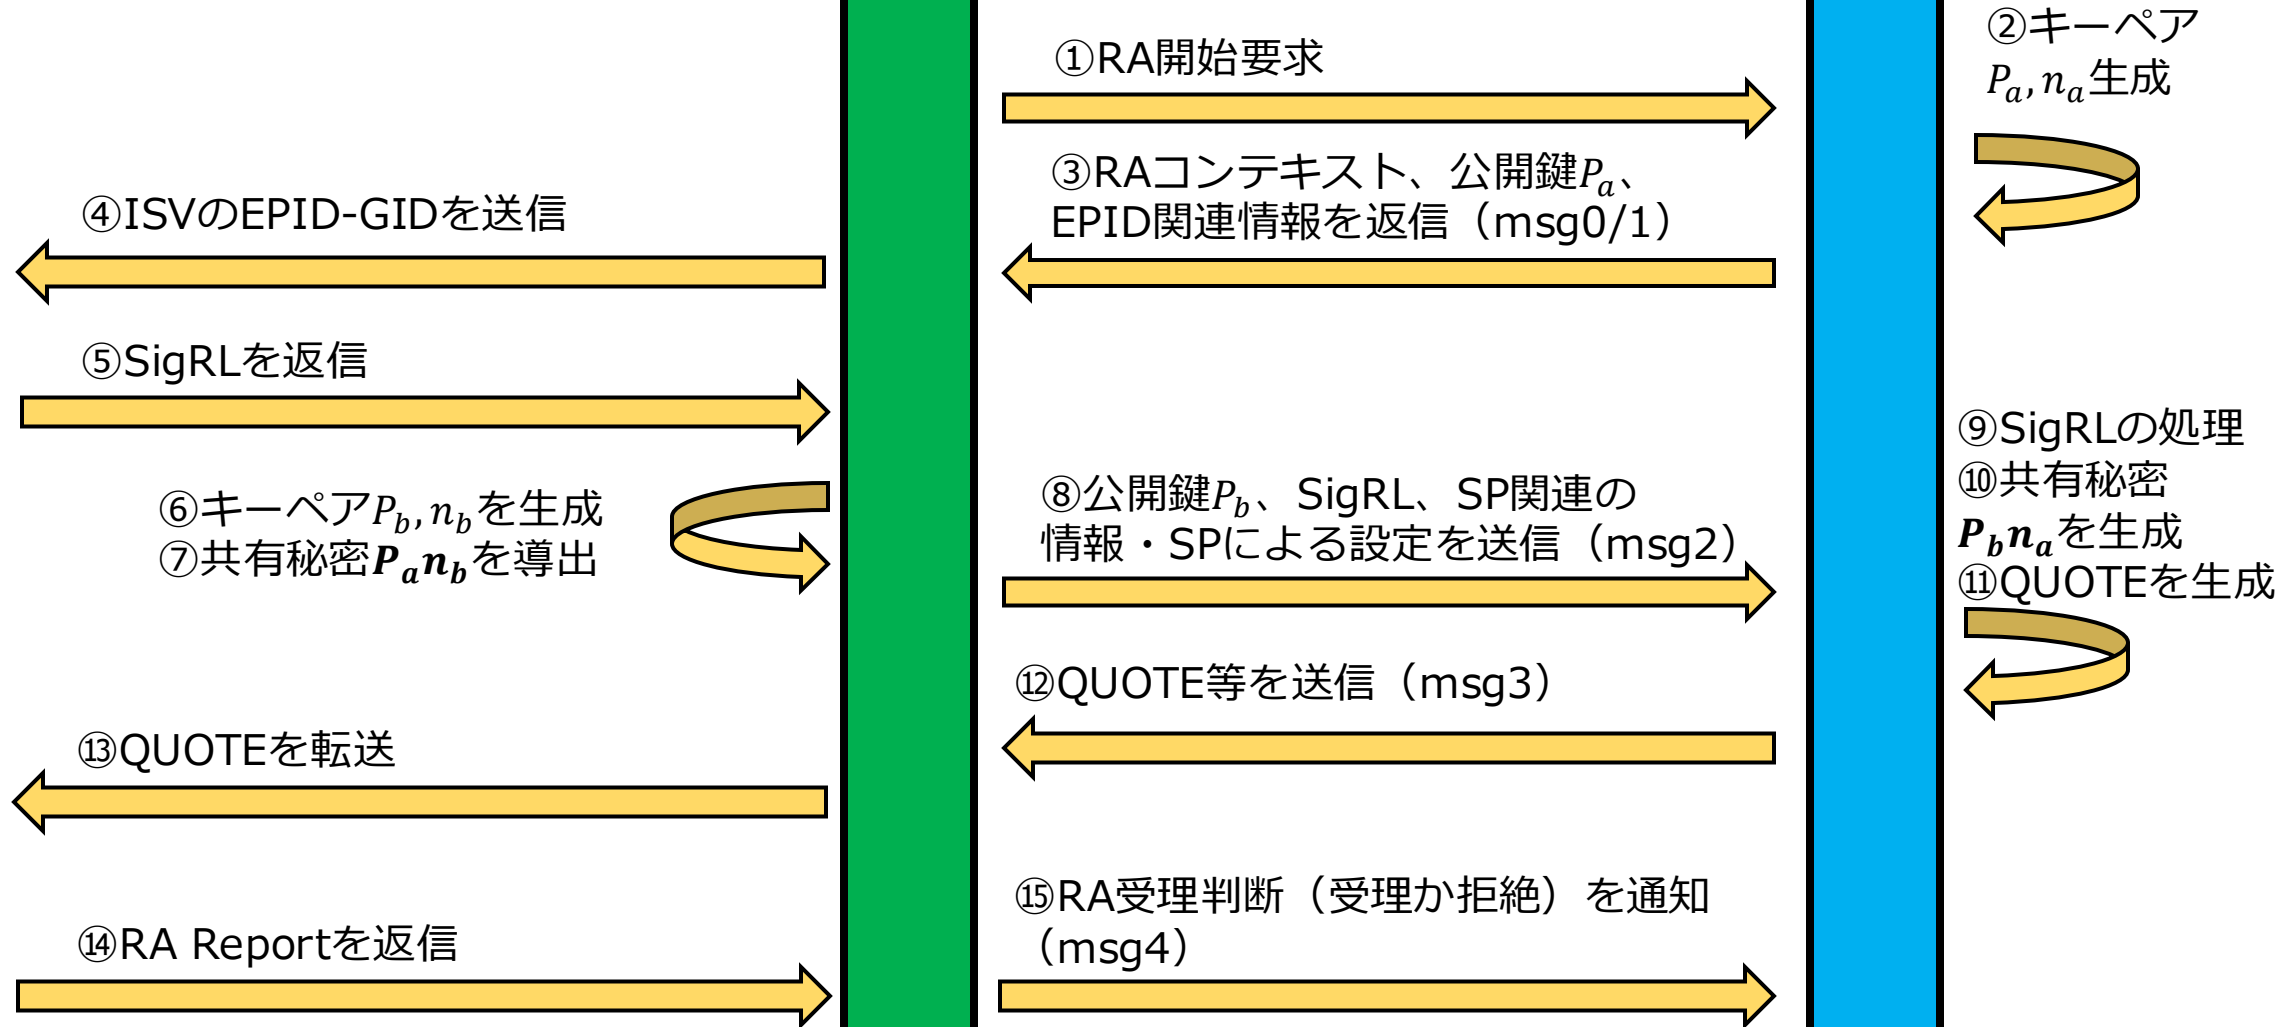 ①RA開始要求
②キーペア
P_a, n_a生成
③RAコンテキスト、公開鍵P_a、
EPID関連情報を返信（msg0/1）
④ISVのEPID-GIDを送信
⑤SigRLを返信
⑥キーペアP_b, n_bを生成
⑦共有秘密P_a n_bを導出
⑧公開鍵P_b、SigRL、SP関連の
情報・SPによる設定を送信（msg2）
⑨SigRLの処理
⑩共有秘密
P_b n_aを生成
⑪QUOTEを生成
⑫QUOTE等を送信（msg3）
⑬QUOTEを転送
⑭RA Reportを返信
⑮RA受理判断（受理か拒絶）を通知
（msg4）